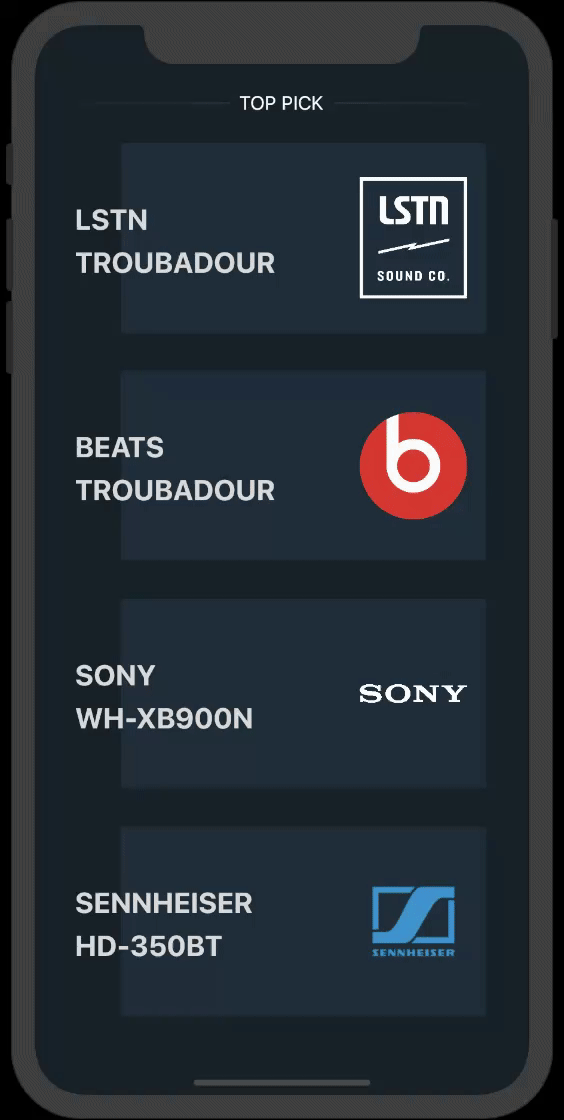 TOP PICK
LSTN
TROUBADOUR
LSTN
SOUND CO.
BEATS
TROUBADOUR
b
SONY
WH-XB900N
SONY
SENNHEISER
HD-350BT
SENNHEISER